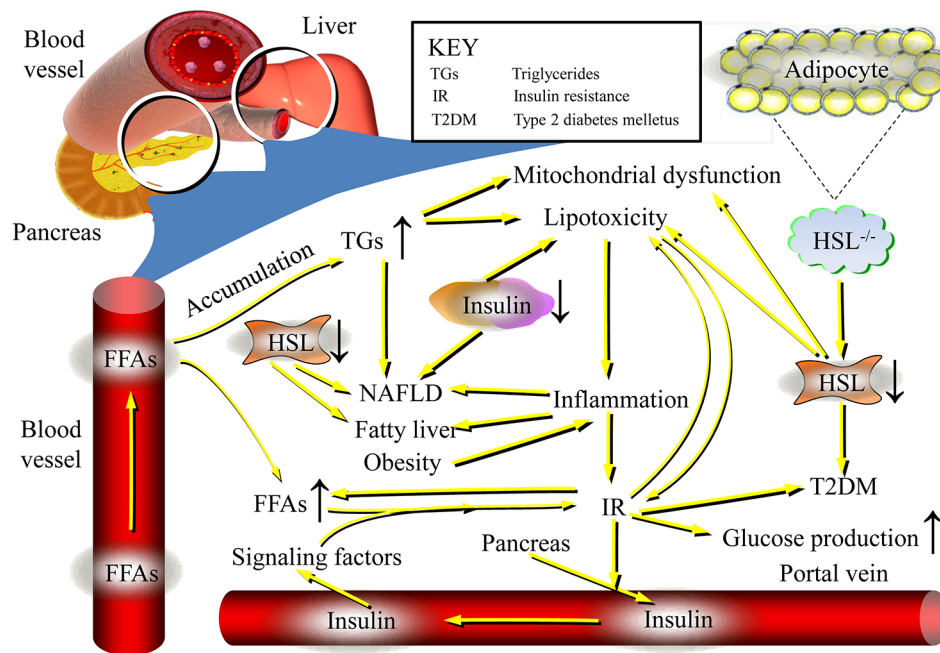 Blood
vessel
Liver
KEY
TGs Triglycerides
IR Insulin resistance
T2DM Type 2 diabetes melletus
Adipocyte
Pancreas
Mitochondrial dysfunction
TGs ↑
Lipotoxicity
HSL-/-
Accumulation
Insulin ↓
FFAs
HSL ↓
HSL ↓
NAFLD
Inflammation
Blood
vessel
Fatty liver
Obesity
T2DM
FFAs ↑
IR
Glucose production ↑
Signaling factors
Pancreas
Portal vein
FFAs
Insulin
Insulin